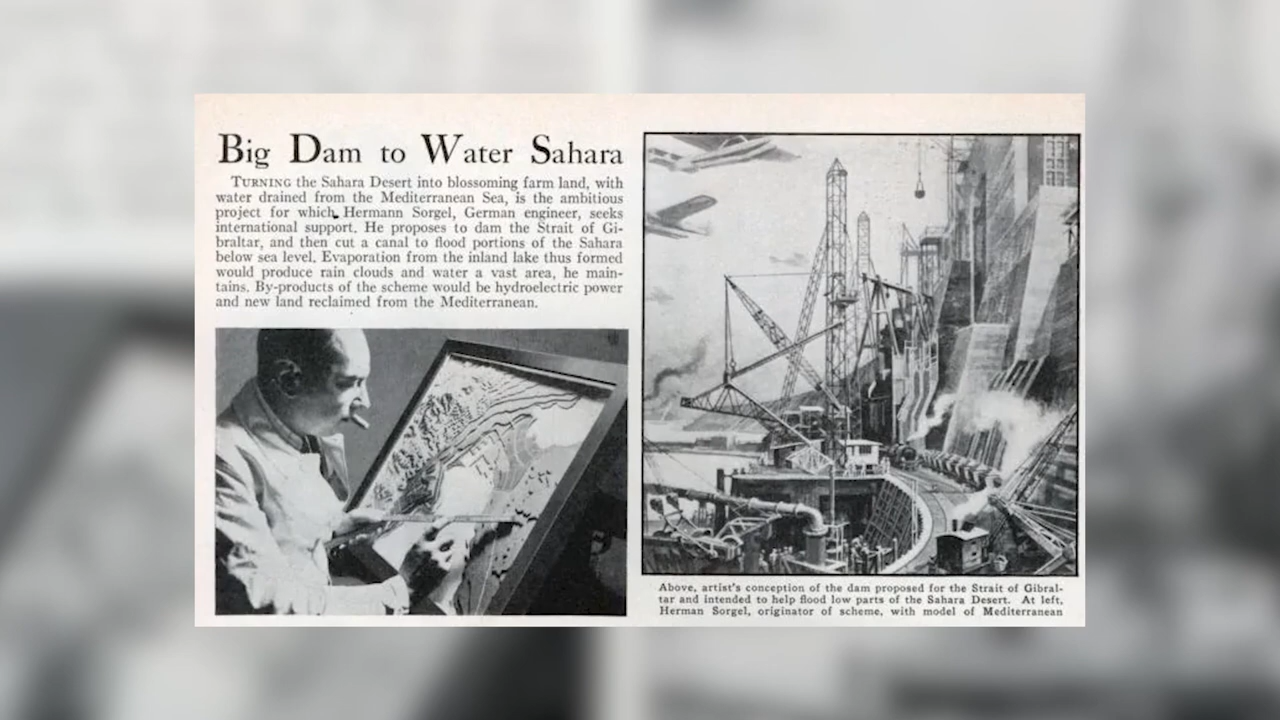 Big Dam to Water Sahara
TURNING the Sahara Desert into blossoming farm land, with
water drained from the Mediterranean Sea, is the ambitious
project for which Hermann Sorgel, German engineer, seeks
international support. He proposes to dam the Strait of Gi-
braltar, and then cut a canal to flood portions of the Sahara
below sea level. Evaporation from the inland lake thus formed
would produce rain clouds and water a vast area, he main-
tains. By-products of the scheme would be hydroelectric power
and new land reclaimed from the Mediterranean.
Above, artist's conception of the dam proposed for the Strait of Gibral-
tar and intended to help flood low parts of the Sahara Desert. At left,
Herman Sorgel, originator of scheme, with model of Mediterranean